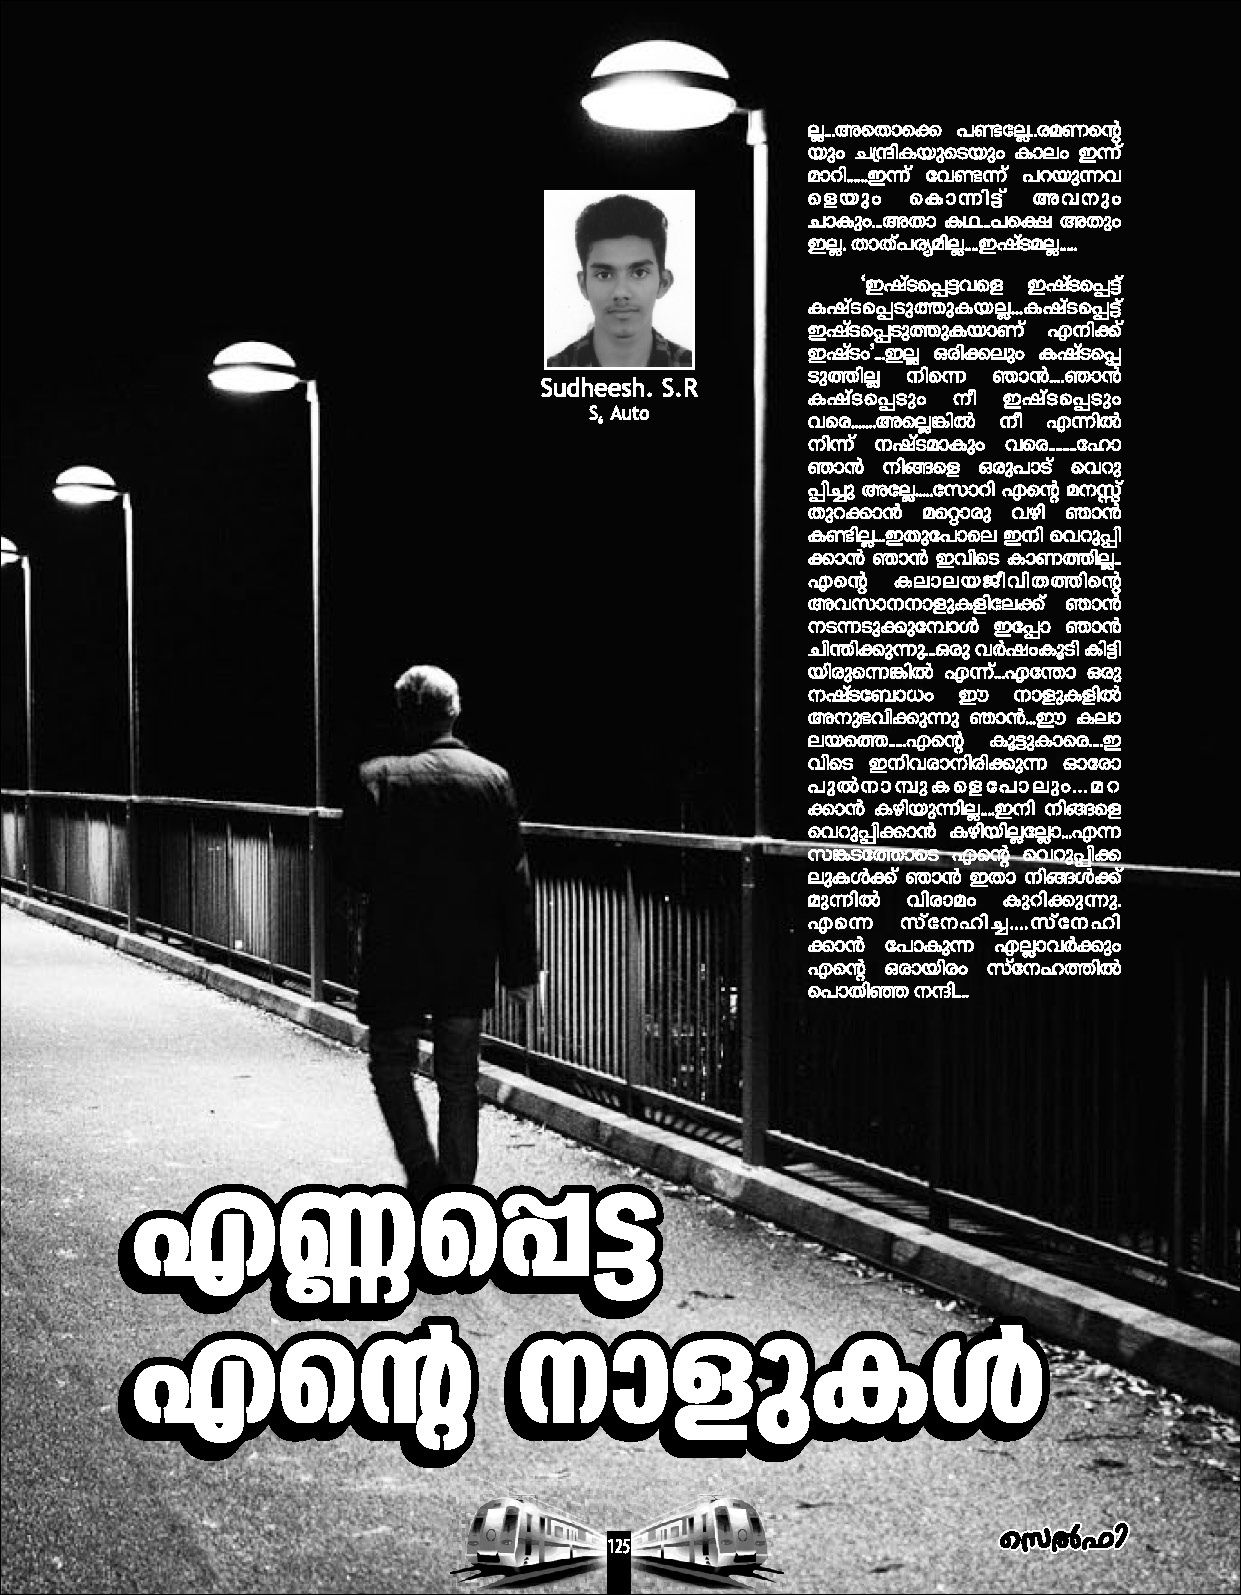 ല്ല...അതൊക്കെ പണ്ടല്ലേ..രമണന്റെ
യും ചന്ദ്രികയുടെയും കാലം ഇന്ന്
മാറി......ഇന്ന് വേണ്ടന്ന് പറയുന്നവ
ളെയും കൊന്നിട്ട് അവനും
ചാകും...അതാ കഥ...പക്ഷെ അതും
ഇല്ല. താത്പര്യമില്ല....ഇഷ്ടമല്ല.....
‘ഇഷ്ടപ്പെട്ടവളെ ഇഷ്ടപ്പെട്ട്
കഷ്ടപ്പെടുത്തുകയല്ല...കഷ്ടപ്പെട്ട്
ഇഷ്ടപ്പെടുത്തുകയാണ് എനിക്ക്
ഇഷ്ടം’...ഇല്ല ഒരിക്കലും കഷ്ടപ്പെ
ടുത്തില്ല നിന്നെ ഞാൻ....ഞാൻ
കഷ്ടപ്പെടും നീ ഇഷ്ടപ്പെടും
വരെ.......അല്ലെങ്കിൽ നീ എന്നിൽ
നിന്ന് നഷ്ടമാകും വരെ......ഹോ
ഞാൻ നിങ്ങളെ ഒരുപാട് വെറു
പ്പിച്ചു അല്ലേ.....സോറി എന്റെ മനസ്സ്
തുറക്കാൻ മറ്റൊരു വഴി ഞാൻ
കണ്ടില്ല...ഇതുപോലെ ഇനി വെറുപ്പി
ക്കാൻ ഞാൻ ഇവിടെ കാണത്തില്ല..
എന്റെ കലാലയജീവിതത്തിന്റെ
അവസാനനാളുകളിലേക്ക് ഞാൻ
നടന്നടുക്കുമ്പോൾ ഇപ്പോ ഞാൻ
ചിന്തിക്കുന്നു...ഒരു വർഷംകൂടി കിട്ടി
യിരുന്നെങ്കിൽ എന്ന്...എന്തോ ഒരു
നഷ്ടബോധം ഈ നാളുകളിൽ
അനുഭവിക്കുന്നു ഞാൻ...ഈ കലാ
ലയത്തെ.....എന്റെ കൂട്ടുകാരെ....ഇ
വിടെ ഇനിവരാനിരിക്കുന്ന ഓരോ
പുൽനാമ്പുകളെപോലും...മറ
ക്കാൻ കഴിയുന്നില്ല....ഇനി നിങ്ങളെ
വെറുപ്പിക്കാൻ കഴിയില്ലല്ലോ...എന്ന
സങ്കടത്തോടെ എന്റെ വെറുപ്പിക്ക
ലുകൾക്ക് ഞാൻ ഇതാ നിങ്ങൾക്ക്
മുന്നിൽ വിരാമം കുറിക്കുന്നു.
എന്നെ സ്നേഹിച്ച....സ്നേഹി
ക്കാൻ പോകുന്ന എല്ലാവർക്കും
എന്റെ ഒരായിരം സ്നേഹത്തിൽ
പൊതിഞ്ഞ നന്ദി....
Sudheesh. S.R
S₆ Auto
എണ്ണപ്പെട്ട
എന്റെ നാളുകൾ
125
സെൽഫി